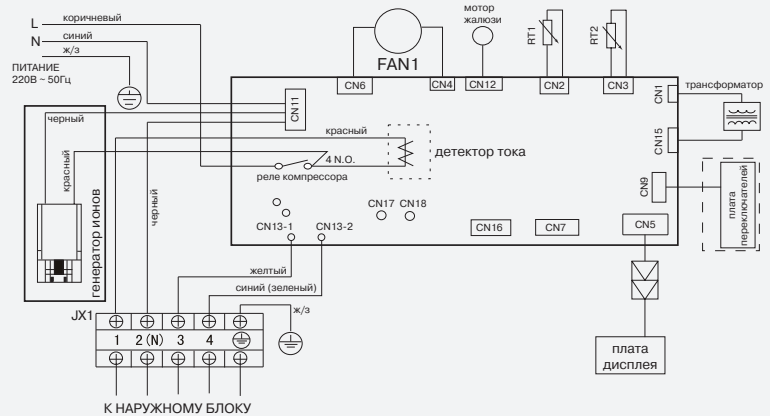 L коричневый
N синий
ж/з
ПИТАНИЕ
220В ~ 50Гц
FAN1
мотор
жалюзи
RT1
RT2
CN6
CN4
CN12
CN2
CN3
CN1
трансформатор
CN11
CN15
черный
красный
детектор тока
красный
4 N.O.
реле компрессора
CN9
плата
переключателей
генератор ионов
черный
CN17
CN18
CN13-1
CN13-2
CN16
CN7
CN5
желтый
синий (зеленый)
ж/з
JX1
1
2(N)
3
4
плата
дисплея
К НАРУЖНОМУ БЛОКУ